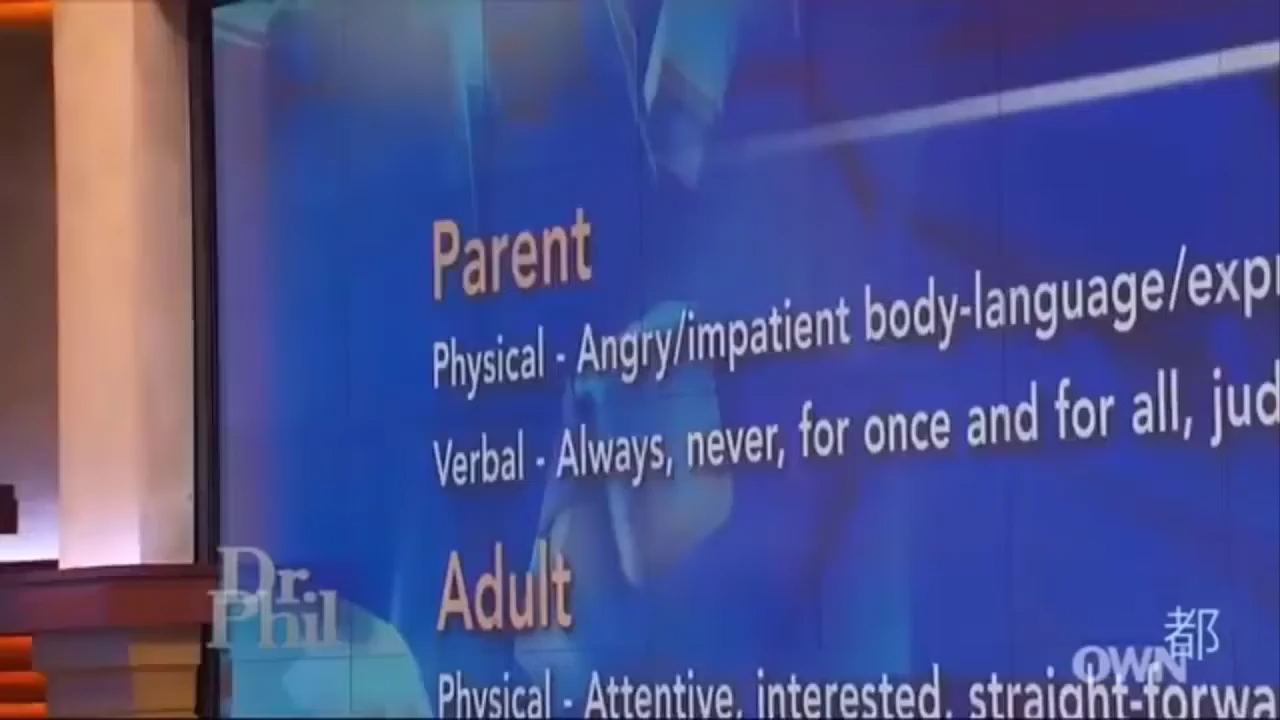 Parent
Physical - Angry/impatient body-language/exp
Verbal - Always, never, for once and for all, jud
Adult
Physical - Attentive, interested, straight-forwa
Dr.
Phil
都
OWN